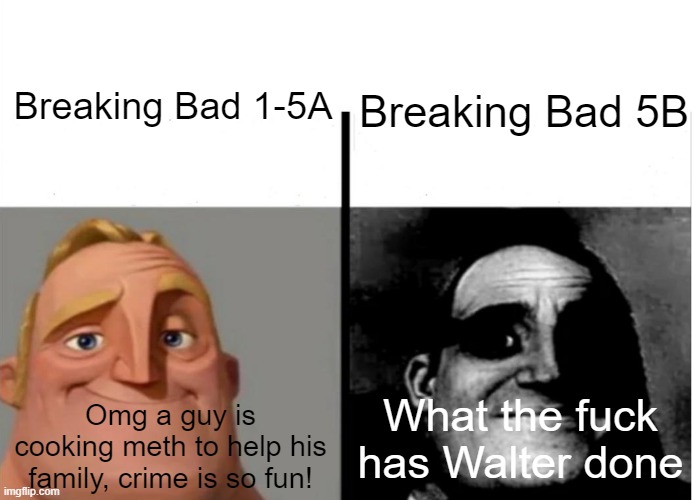 Breaking Bad 1-5A
Breaking Bad 5B
Omg a guy is
cooking meth to help his
family, crime is so fun!
What the fuck
has Walter done
imgflip.com